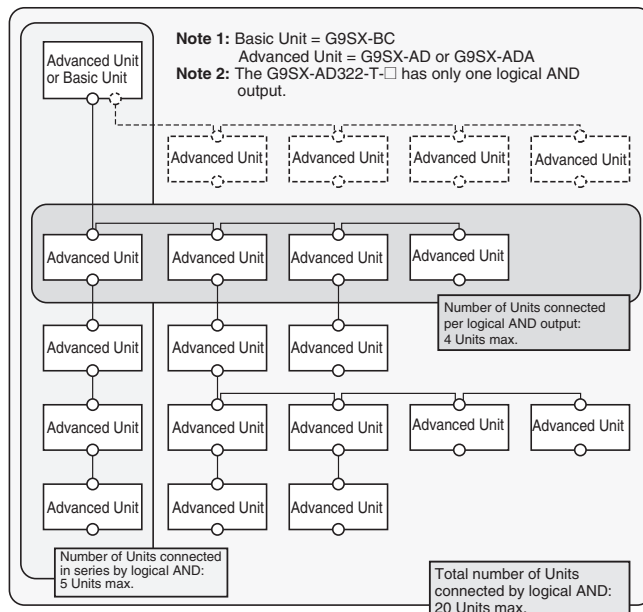 Advanced Unit
or Basic Unit
Note 1: Basic Unit = G9SX-BC
Advanced Unit = G9SX-AD or G9SX-ADA
Note 2: The G9SX-AD322-T-□ has only one logical AND
output.
Advanced Unit Advanced Unit Advanced Unit Advanced Unit
Advanced Unit Advanced Unit Advanced Unit Advanced Unit
Number of Units connected
per logical AND output:
4 Units max.
Advanced Unit Advanced Unit Advanced Unit
Advanced Unit Advanced Unit Advanced Unit Advanced Unit Advanced Unit
Advanced Unit Advanced Unit Advanced Unit
Number of Units connected
in series by logical AND:
5 Units max.
Total number of Units
connected by logical AND:
20 Units max.